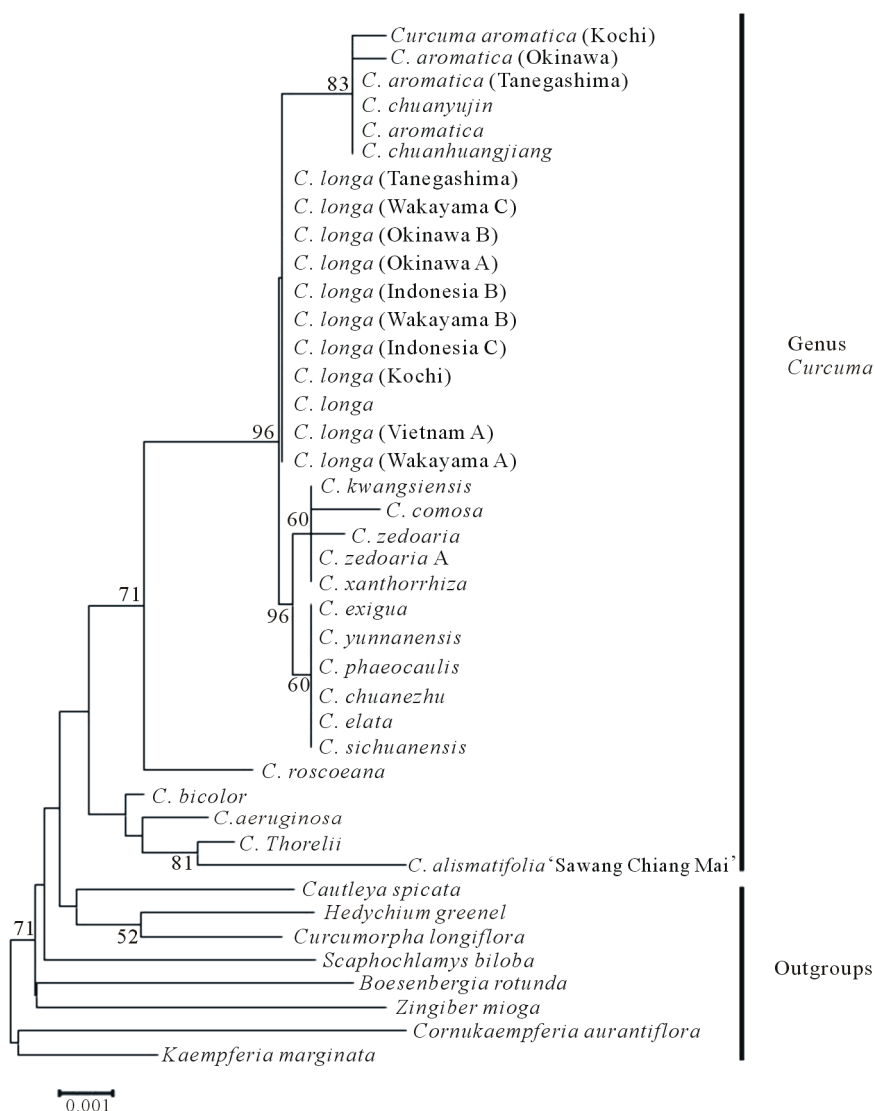 Curcuma aromatica (Kochi)
C. aromatica (Okinawa)
83
C. aromatica (Tanegashima)
C. chuanyujin
C. aromatica
C. chuanhuangjiang
C. longa (Tanegashima)
C. longa (Wakayama C)
C. longa (Okinawa B)
C. longa (Okinawa A)
C. longa (Indonesia B)
C. longa (Wakayama B)
C. longa (Indonesia C)
Genus
Curcuma
C. longa (Kochi)
C. longa
96
C. longa (Vietnam A)
C. longa (Wakayama A)
C. kwangsiensis
C. comosa
60
C. zedoaria
C. zedoaria A
C. xanthorrhiza
71
C. exigua
96
C. yunnanensis
C. phaeocaulis
60
C. chuanezhu
C. elata
C. sichuanensis
C. roscoeana
C. bicolor
C.aeruginosa
C. Thorelii
81
C. alismatifolia‘Sawang Chiang Mai’
Cautleya spicata
Hedychium greenel
71
52
Curcumorpha longiflora
Scaphochlamys biloba
Outgroups
Boesenbergia rotunda
Zingiber mioga
Cornukaempferia aurantiflora
Kaempferia marginata
0.001